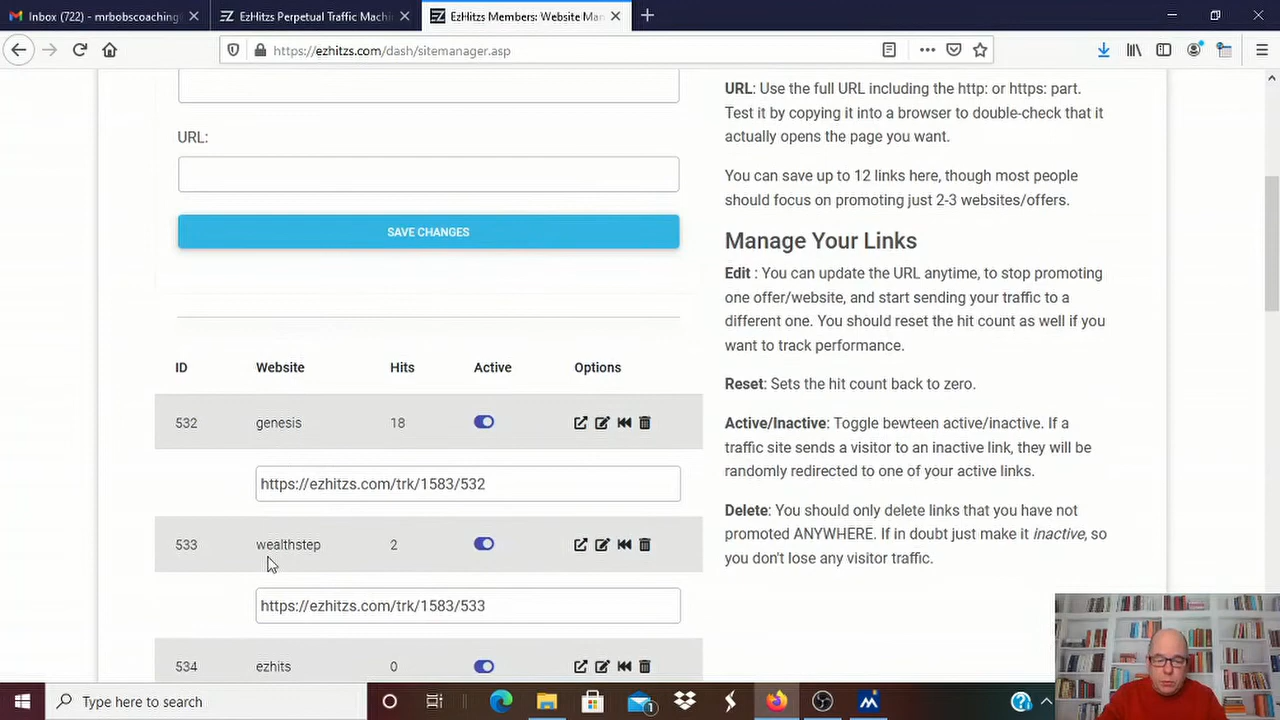 Inbox (722) - mrbobscoaching
EzHitzs Perpetual Traffic Machi
EzHitzs Members: Website Man
https://ezhitzs.com/dash/sitemanager.asp
URL:
SAVE CHANGES
ID Website Hits Active Options
532 genesis 18
https://ezhitzs.com/trk/1583/532
533 wealthstep 2
https://ezhitzs.com/trk/1583/533
534 ezhits 0
URL: Use the full URL including the http: or https: part.
Test it by copying it into a browser to double-check that it
actually opens the page you want.
You can save up to 12 links here, though most people
should focus on promoting just 2-3 websites/offers.
Manage Your Links
Edit : You can update the URL anytime, to stop promoting
one offer/website, and start sending your traffic to a
different one. You should reset the hit count as well if you
want to track performance.
Reset: Sets the hit count back to zero.
Active/Inactive: Toggle bewteen active/inactive. If a
traffic site sends a visitor to an inactive link, they will be
randomly redirected to one of your active links.
Delete: You should only delete links that you have not
promoted ANYWHERE. If in doubt just make it inactive, so
you don't lose any visitor traffic.
Type here to search
1